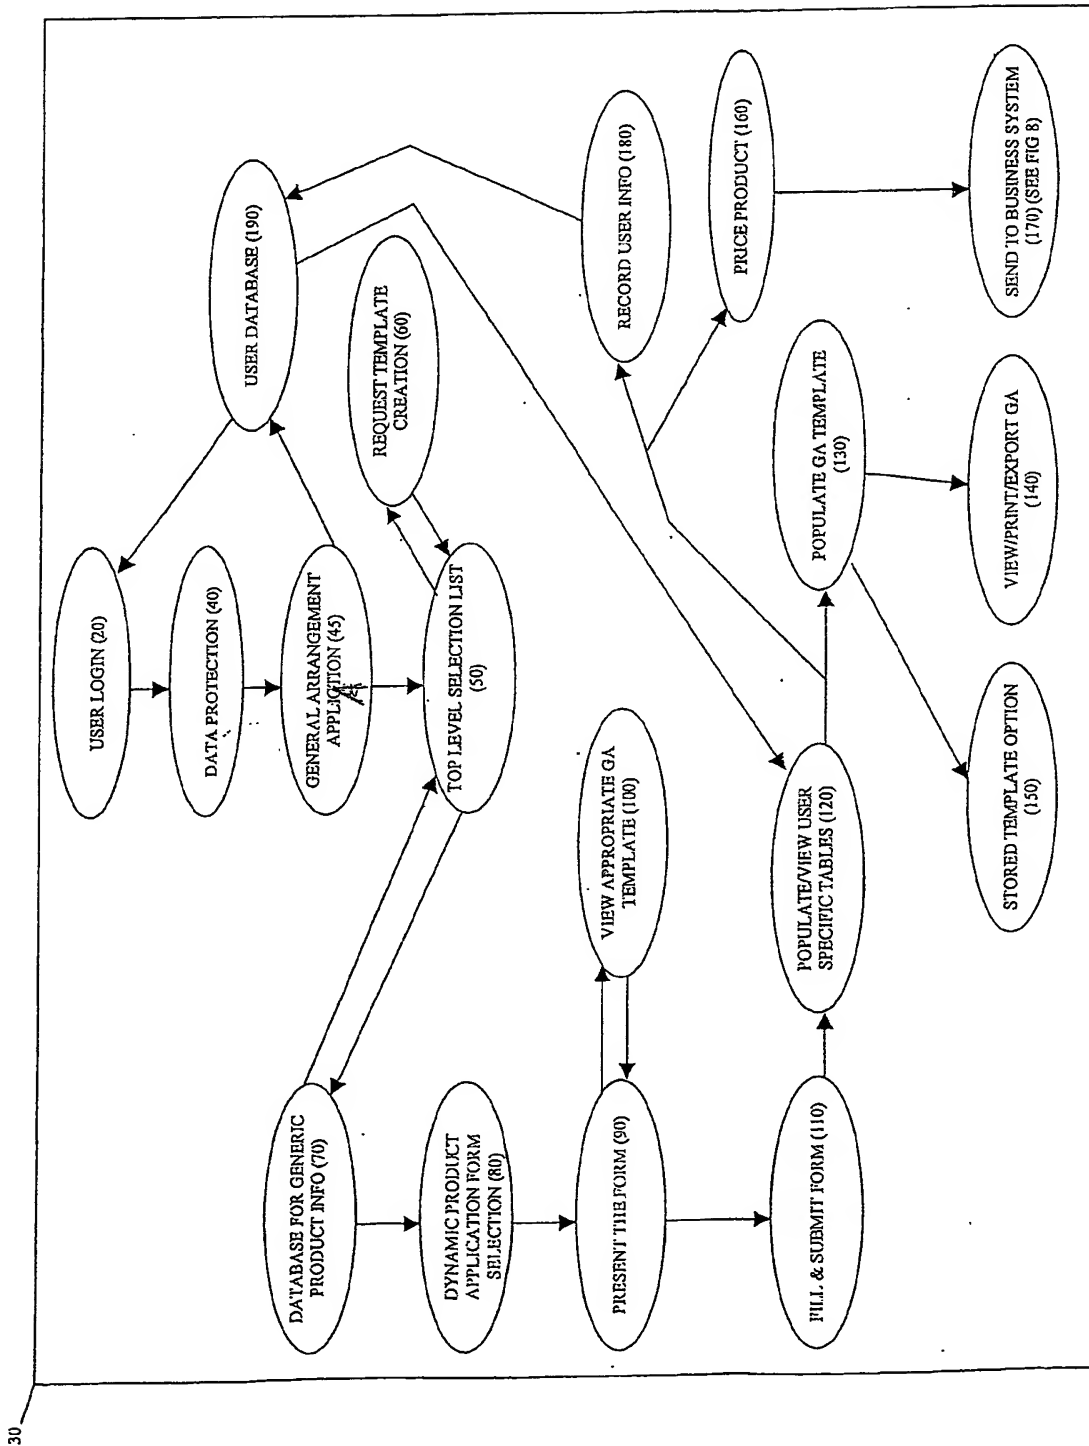 30
USER LOGIN (20)
DATA PROTECTION (40)
GENERAL ARRANGEMENT
APPLICTION (45)
TOP LEVEL SELECTION LIST
(50)
USER DATABASE (190)
REQUEST TEMPLATE
CREATION (60)
DATABASE FOR GENERIC
PRODUCT INFO (70)
DYNAMIC PRODUCT
APPLICATION FORM
SELECTION (80)
PRESENT THE FORM (90)
VIEW APPROPRIATE GA
TEMPLATE (100)
FILL & SUBMIT FORM (110)
POPULATE/VIEW USER
SPECIFIC TABLES (120)
RECORD USER INFO (180)
PRICE PRODUCT (160)
POPULATE GA TEMPLATE
(130)
STORED TEMPLATE OPTION
(150)
VIEW/PRINT/EXPORT GA
(140)
SEND TO BUSINESS SYSTEM
(170) (SEE FIG 8)